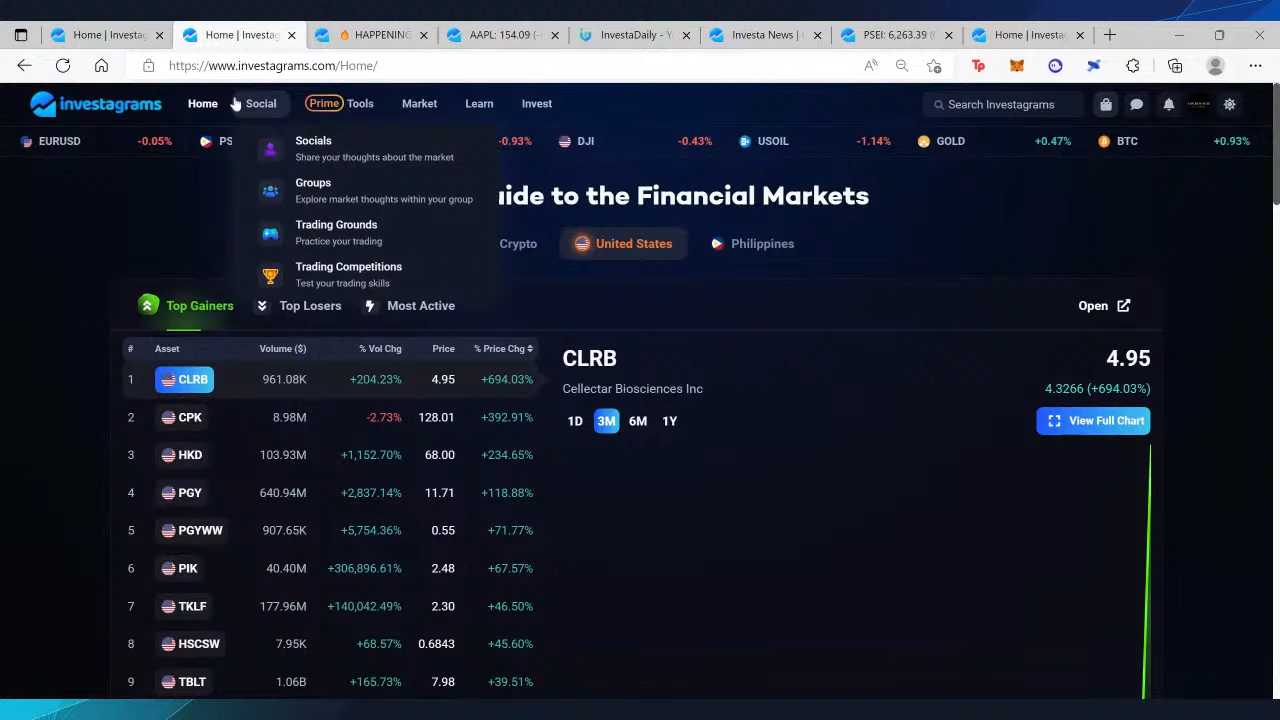 Home | Investag
Home | Investag
HAPPENING
AAPL: 154.09 (-
InvestaDaily - Y
Investa News |
PSEI: 6,263.39 (
Home | Investa
https://www.investagrams.com/Home/
investagrams
Home
Social
Prime Tools
Market
Learn
Invest
Search Investagrams
EURUSD -0.05% PS -0.93% DJI -0.43% USOIL -1.14% GOLD +0.47% BTC +0.93%
Socials
Share your thoughts about the market
Groups
Explore market thoughts within your group
Trading Grounds
Practice your trading
Trading Competitions
Test your trading skills
uide to the Financial Markets
Crypto
United States
Philippines
Top Gainers
Top Losers
Most Active
Open
# Asset Volume ($) % Vol Chg Price % Price Chg
1 CLRB 961.08K +204.23% 4.95 +694.03%
2 CPK 8.98M -2.73% 128.01 +392.91%
3 HKD 103.93M +1,152.70% 68.00 +234.65%
4 PGY 640.94M +2,837.14% 11.71 +118.88%
5 PGYWW 907.65K +5,754.36% 0.55 +71.77%
6 PIK 40.40M +306,896.61% 2.48 +67.57%
7 TKLF 177.96M +140,042.49% 2.30 +46.50%
8 HSCSW 7.95K +68.57% 0.6843 +45.60%
9 TBLT 1.06B +165.73% 7.98 +39.51%
CLRB
4.95
Cellectar Biosciences Inc
4.3266 (+694.03%)
1D 3M 6M 1Y
View Full Chart